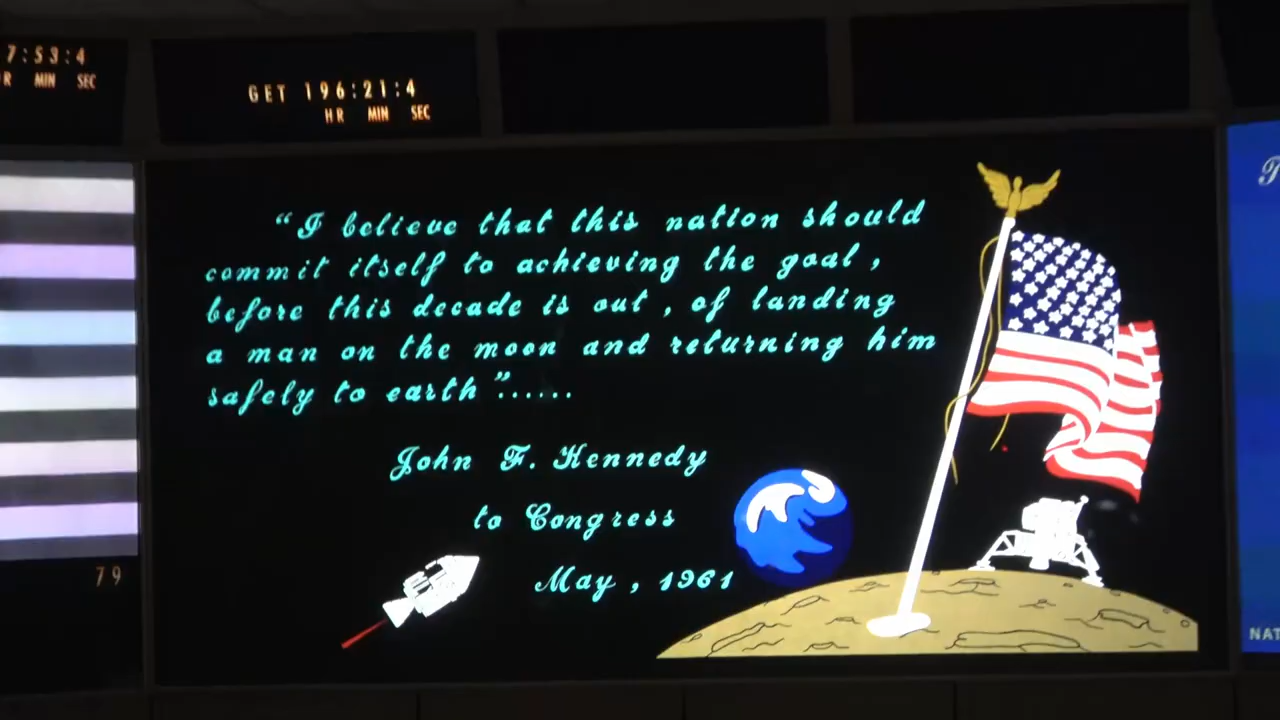 7:53:4
HR MIN SEC
GET 196:21:4
HR MIN SEC
“I believe that this nation should
commit itself to achieving the goal ,
before this decade is out , of landing
a man on the moon and returning him
safely to earth ”......
John F. Kennedy
to Congress
May , 1961
79
NAT